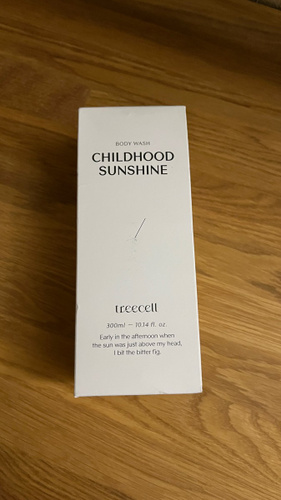 BODY WASH
CHILDHOOD
SUNSHINE
treecell
300ml — 10.14 fl. oz.
Early in the afternoon when
the sun was just above my head,
I bit the bitter fig.